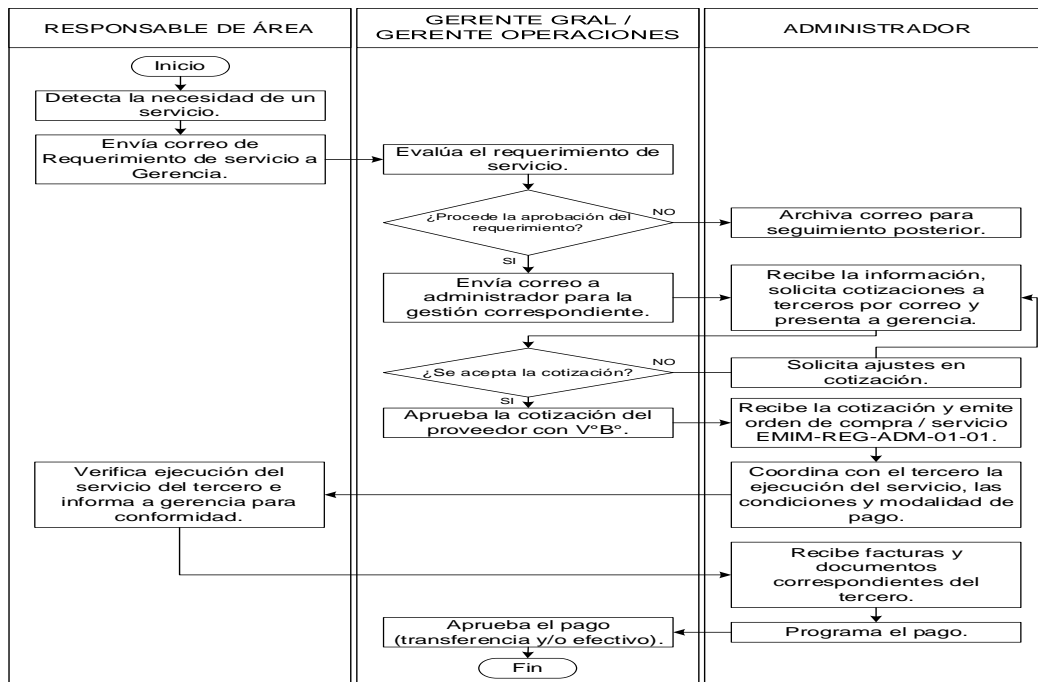 RESPONSABLE DE ÁREA
GERENTE GRAL /
GERENTE OPERACIONES
ADMINISTRADOR
Inicio
Detecta la necesidad de un
servicio.
Envía correo de
Requerimiento de servicio a
Gerencia.
Evalúa el requerimiento de
servicio.
¿Procede la aprobación del
requerimiento?
NO
Archiva correo para
seguimiento posterior.
SI
Envía correo a
administrador para la
gestión correspondiente.
Recibe la información,
solicita cotizaciones a
terceros por correo y
presenta a gerencia.
¿Se acepta la cotización?
NO
Solicita ajustes en
cotización.
SI
Aprueba la cotización del
proveedor con V°B°.
Recibe la cotización y emite
orden de compra / servicio
EMIM-REG-ADM-01-01.
Coordina con el tercero la
ejecución del servicio, las
condiciones y modalidad de
pago.
Verifica ejecución del
servicio del tercero e
informa a gerencia para
conformidad.
Recibe facturas y
documentos
correspondientes del
tercero.
Programa el pago.
Aprueba el pago
(transferencia y/o efectivo).
Fin